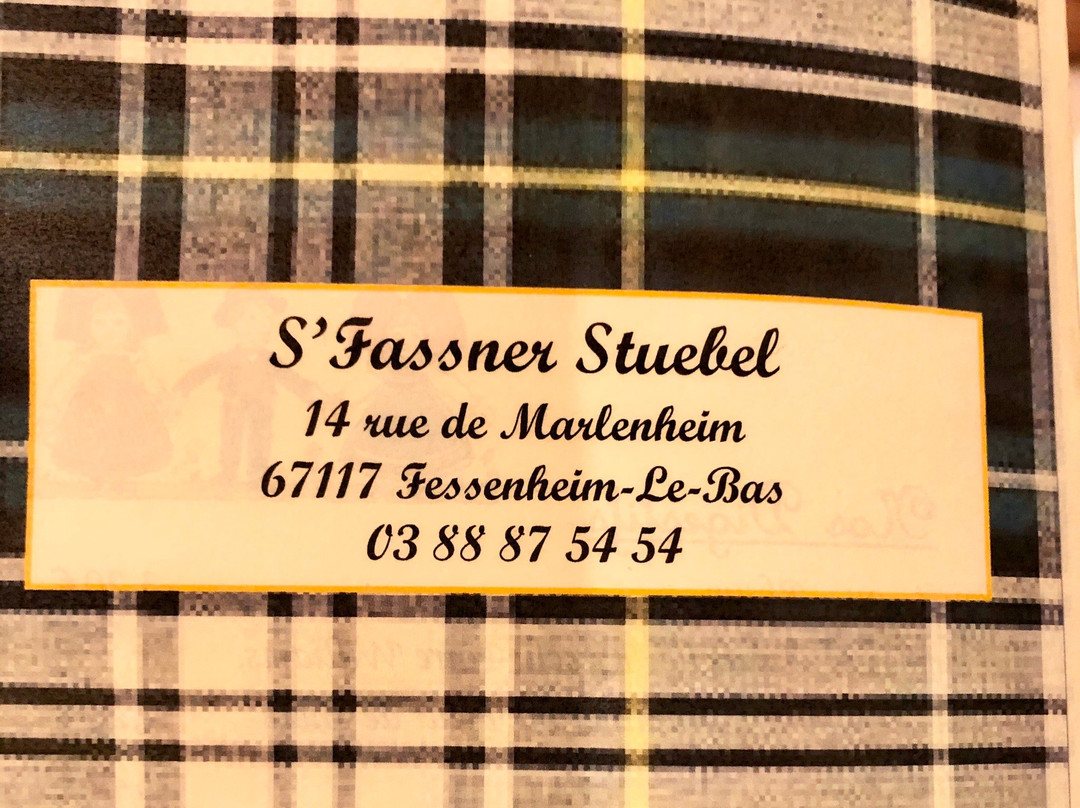 S'Fassner Stuebel
14 rue de Marlenheim
67117 Fessenheim-Le-Bas
03 88 87 54 54